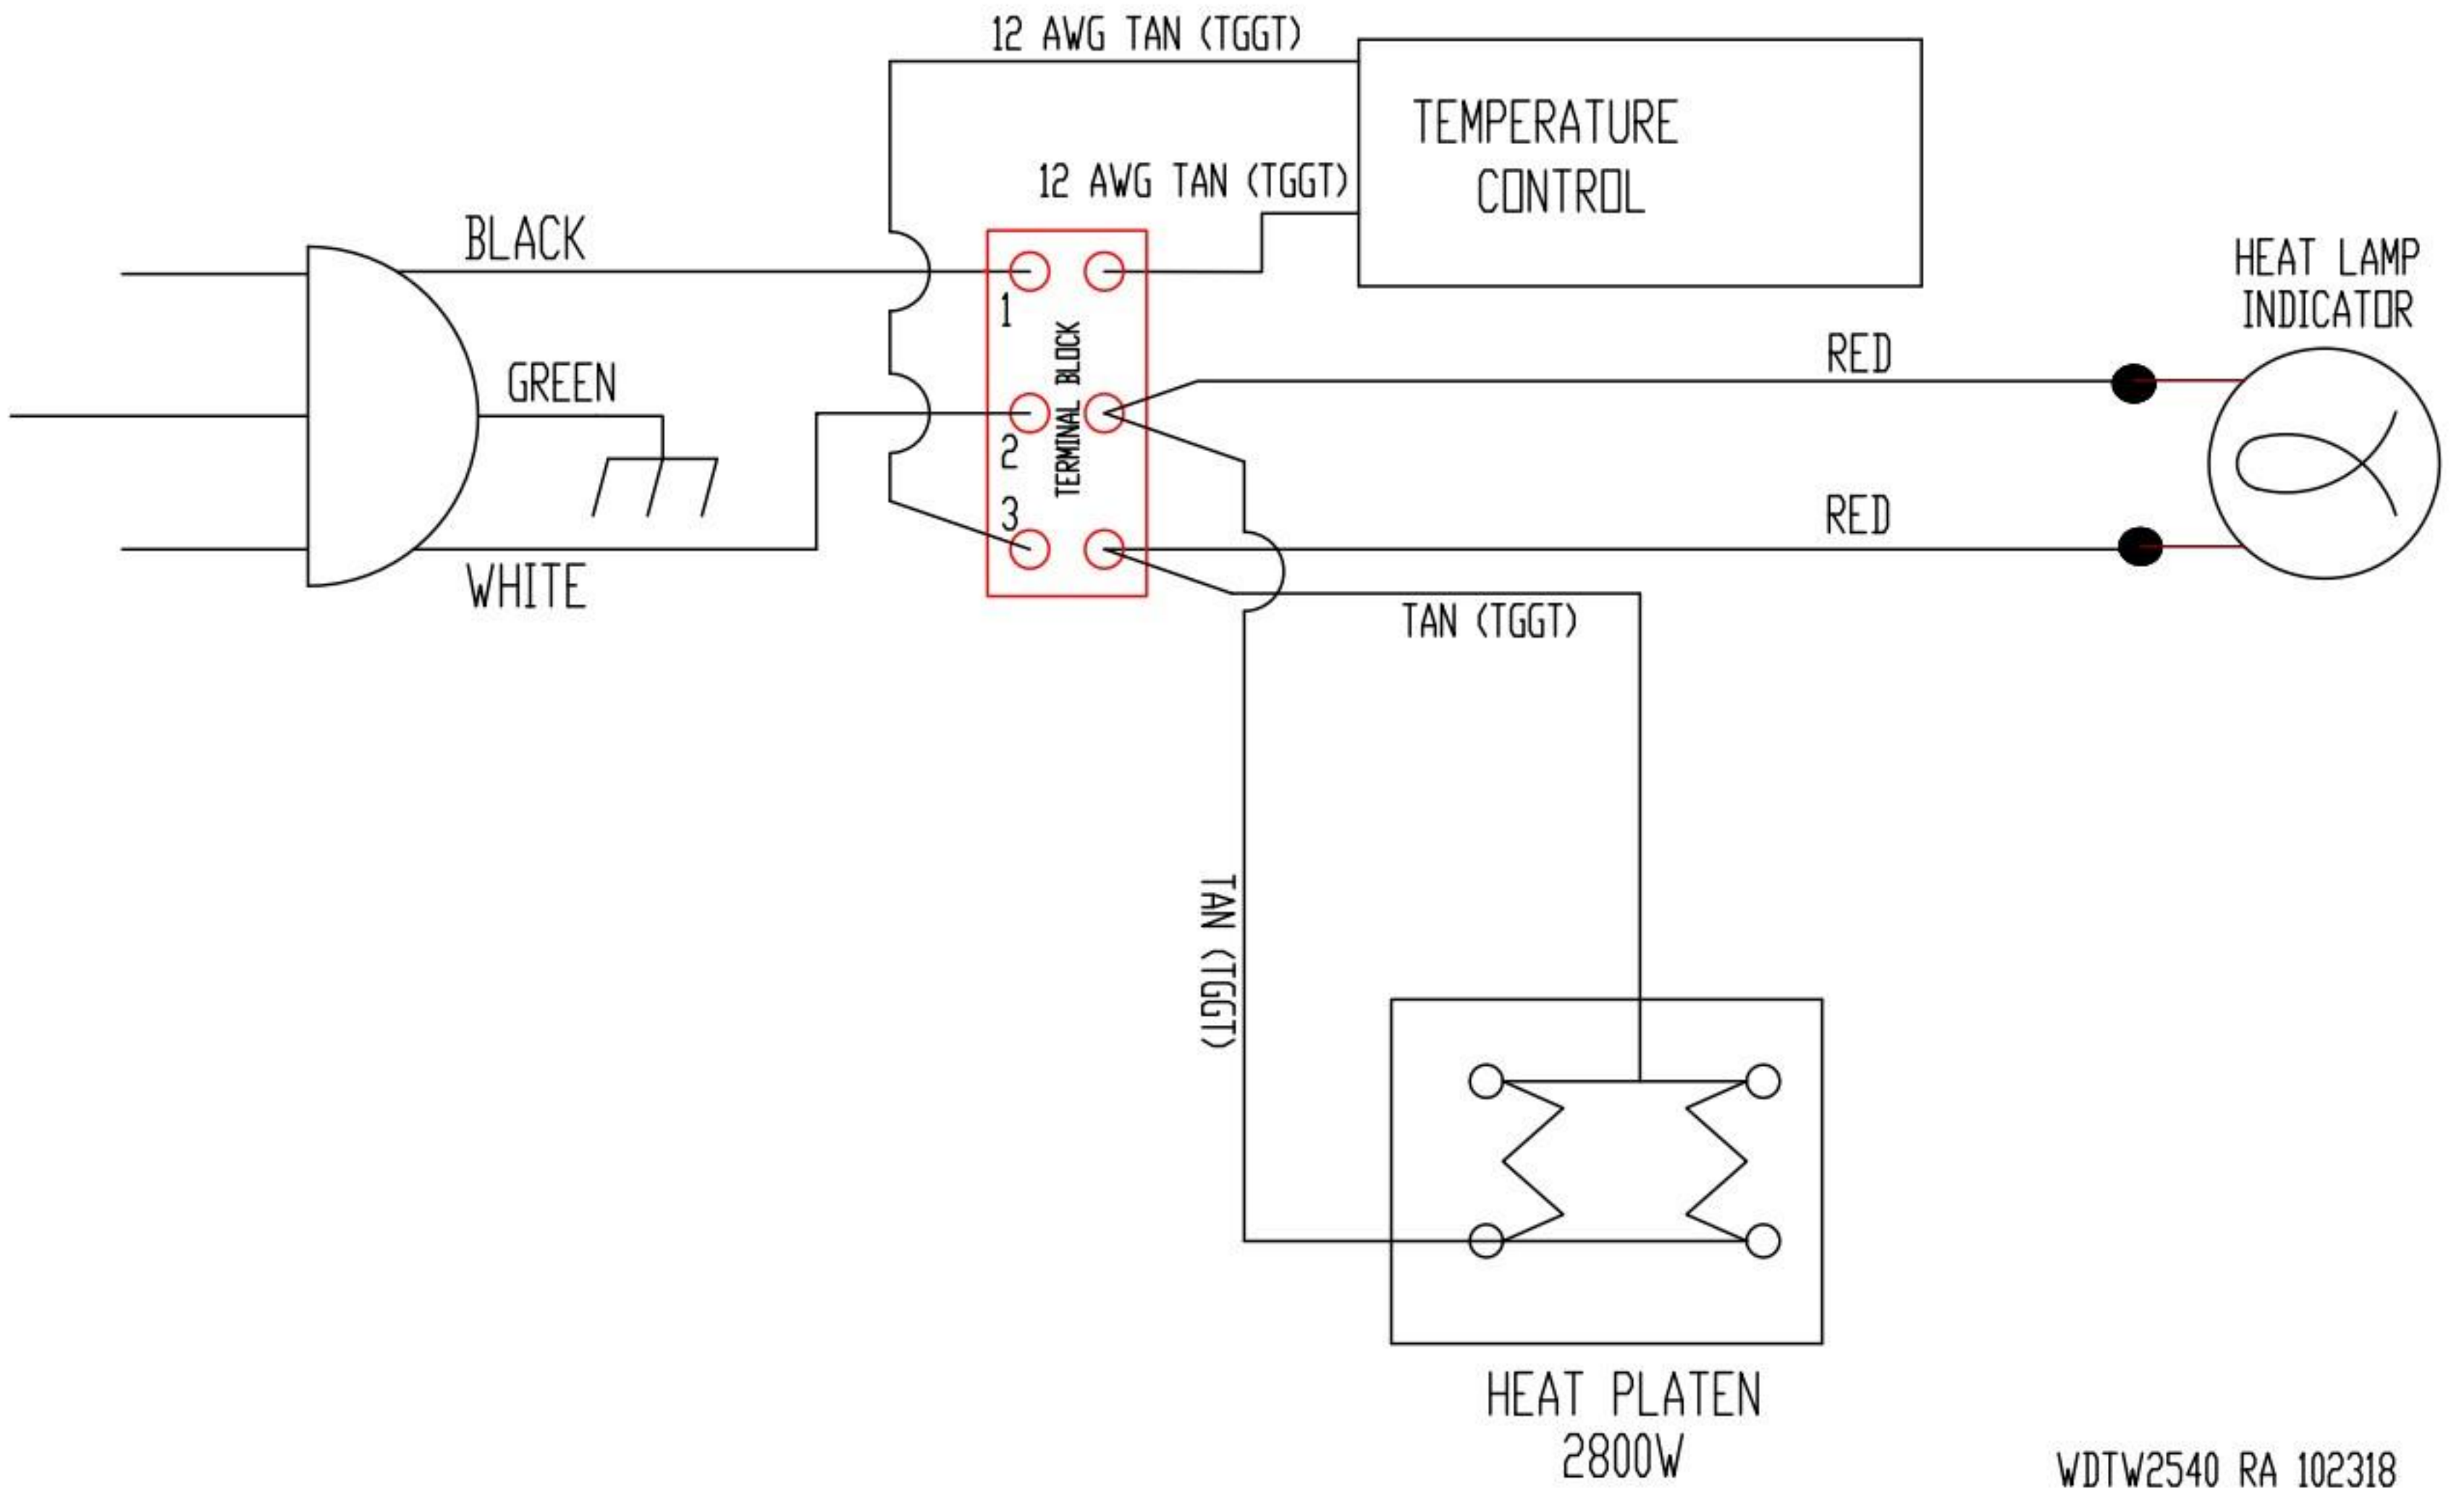 12 AWG TAN (TGGT)
TEMPERATURE
CONTROL
12 AWG TAN (TGGT)
BLACK
HEAT LAMP
INDICATOR
1
TERMINAL BLOCK
RED
GREEN
2
3
RED
WHITE
TAN (TGGT)
TAN (TGGT)
HEAT PLATEN
2800W
WDTW2540 RA 102318